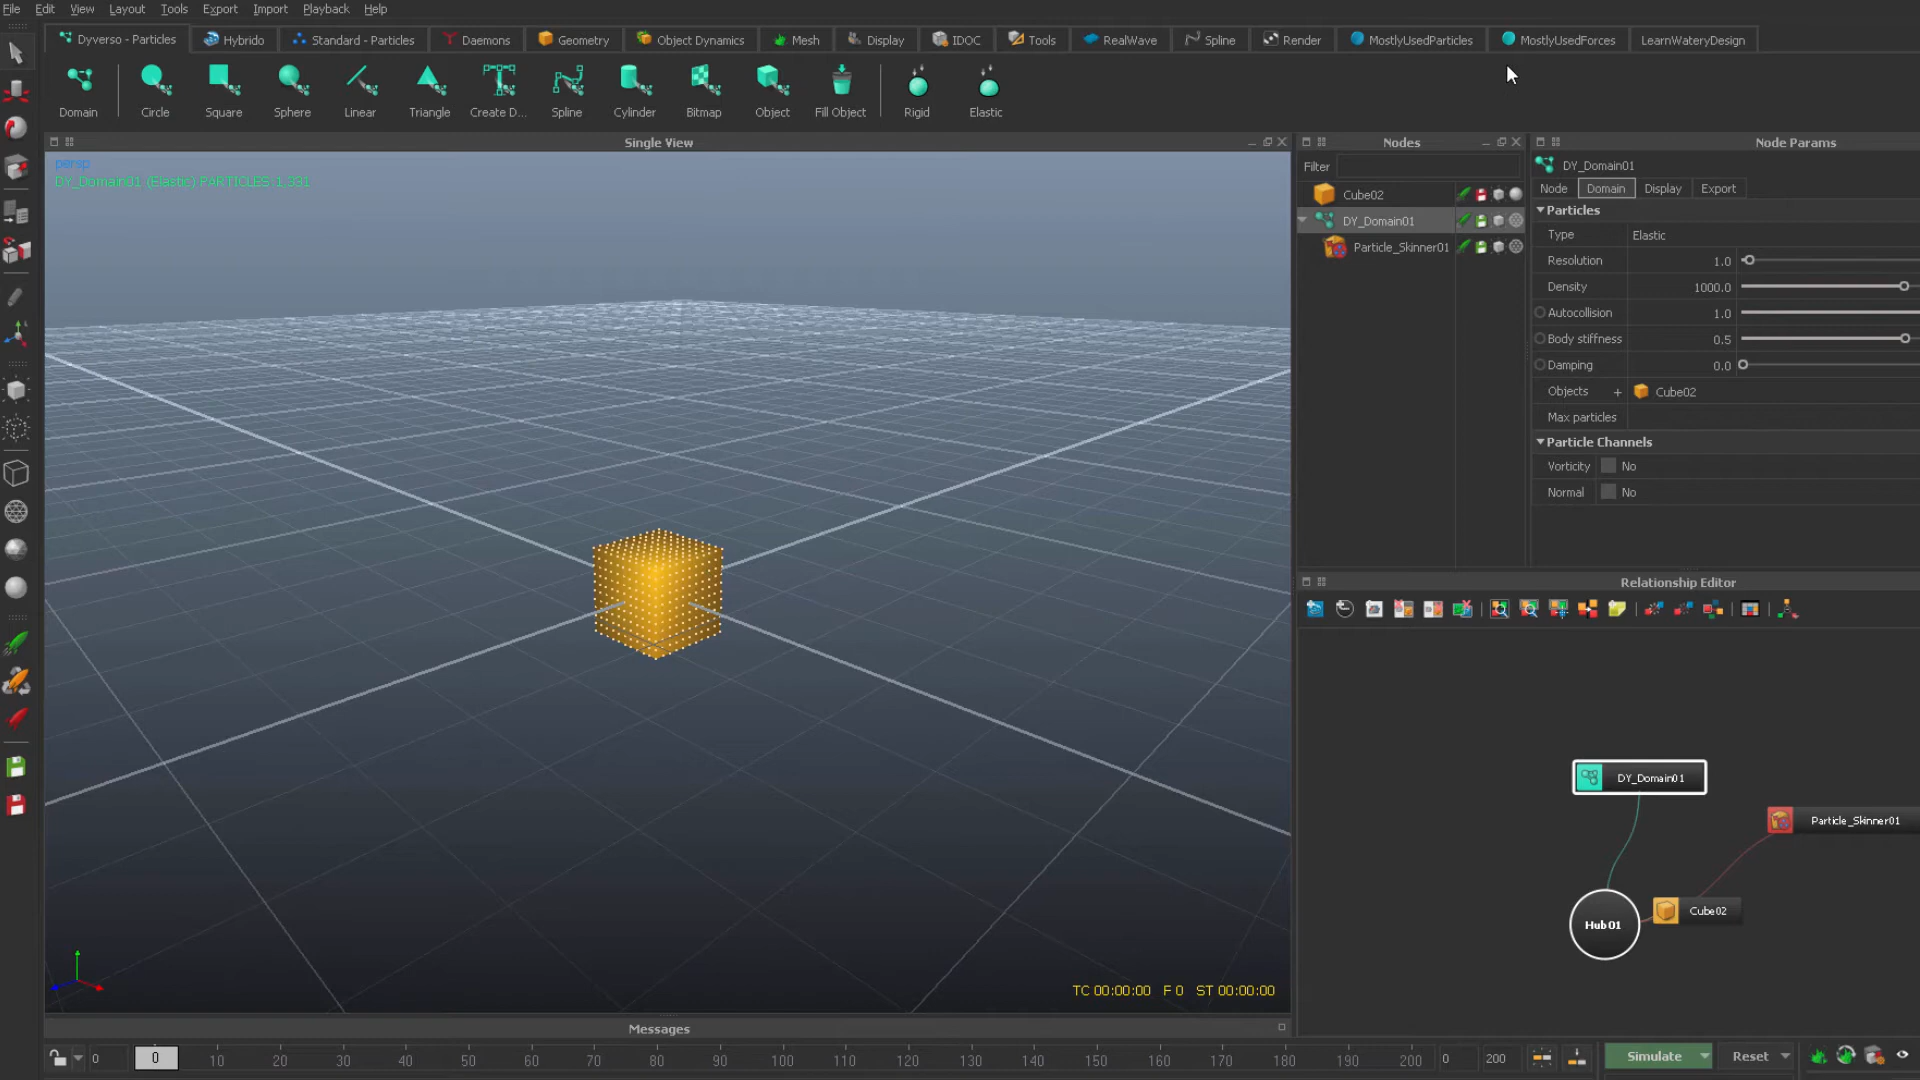 File Edit View Layout Tools Export Import Playback Help
Dyverso - Particles Hybrido Standard - Particles Daemons Geometry Object Dynamics Mesh Display IDOC Tools RealWave Spline Render MostlyUsedParticles MostlyUsedForces LearnWateryDesign
Domain Circle Square Sphere Linear Triangle Create D... Spline Cylinder Bitmap Object Fill Object Rigid Elastic
Single View
persp
DY_Domain01 (Elastic) PARTICLES: 1,331
TC 00:00:00 F 0 ST 00:00:00
Messages
Nodes
Filter
Cube02
DY_Domain01
Particle_Skinner01
Node Params
DY_Domain01
Node Domain Display Export
Particles
Type Elastic
Resolution 1.0
Density 1000.0
Autocollision 1.0
Body stiffness 0.5
Damping 0.0
Objects + Cube02
Max particles
Particle Channels
Vorticity No
Normal No
Relationship Editor
DY_Domain01
Particle_Skinner01
Cube02
Hub01
0 0 10 20 30 40 50 60 70 80 90 100 110 120 130 140 150 160 170 180 190 200 0 200 Simulate Reset